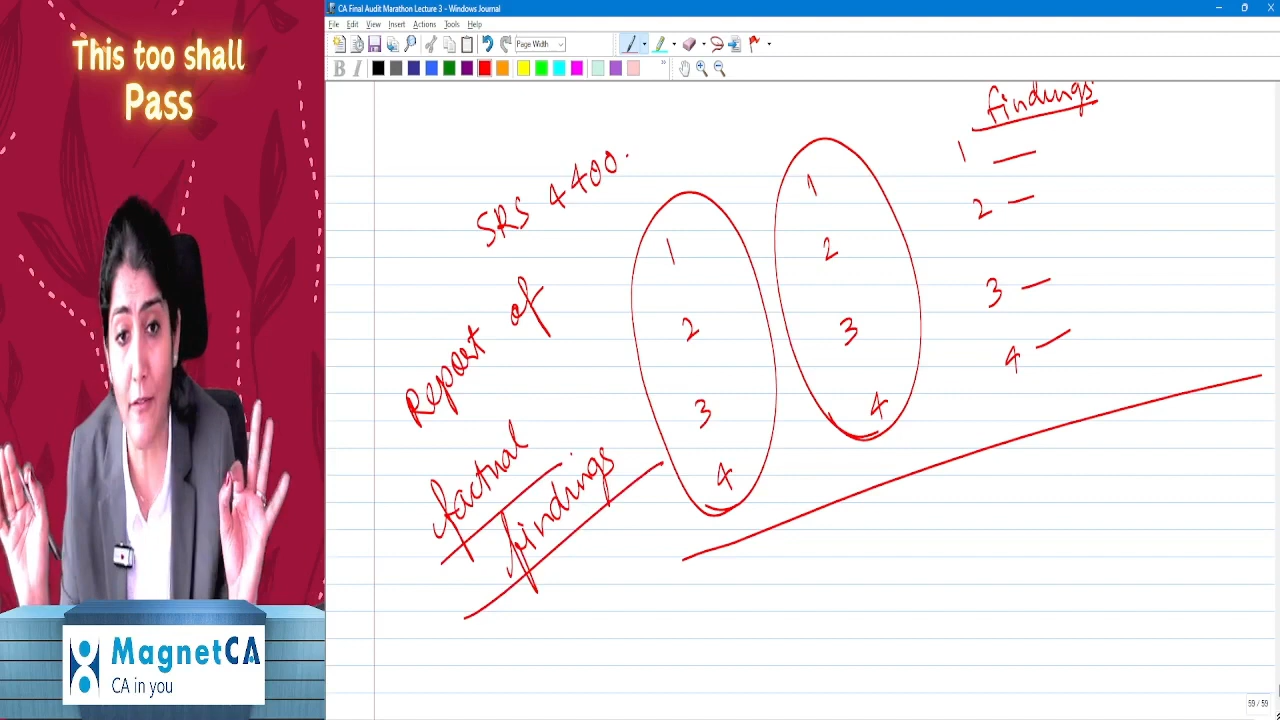 This too shall
Pass
MagnetCA
CA in you
CA Final Audit Marathon Lecture 3 - Windows Journal
File Edit View Insert Actions Tools Help
Page Width
B I
findings
1 —
2 —
3 —
4 —
SRS 4400.
Report of
factual
findings
1
2
3
4
1
2
3
4
59 / 59